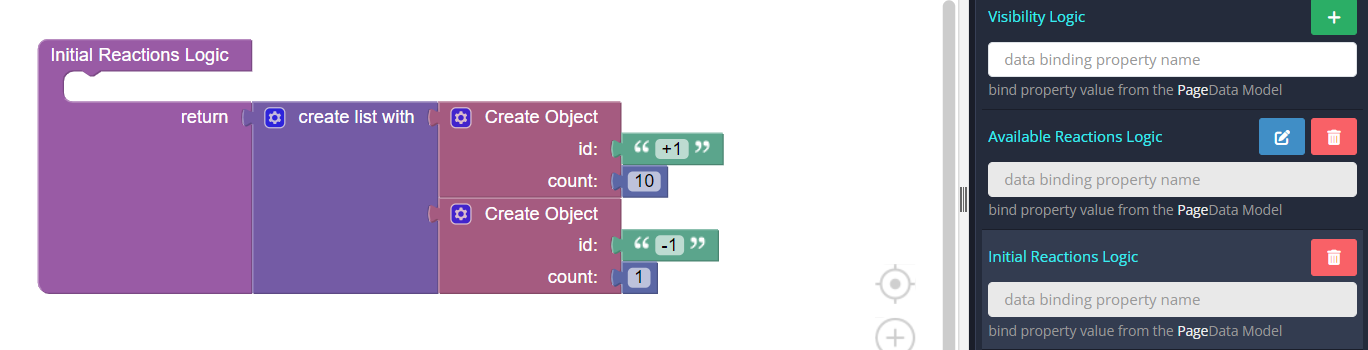 Initial Reactions Logic
return create list with Create Object
id: “ +1 ”
count: 10
Create Object
id: “ -1 ”
count: 1
Visibility Logic
data binding property name
bind property value from the PageData Model
Available Reactions Logic
data binding property name
bind property value from the PageData Model
Initial Reactions Logic
data binding property name
bind property value from the PageData Model